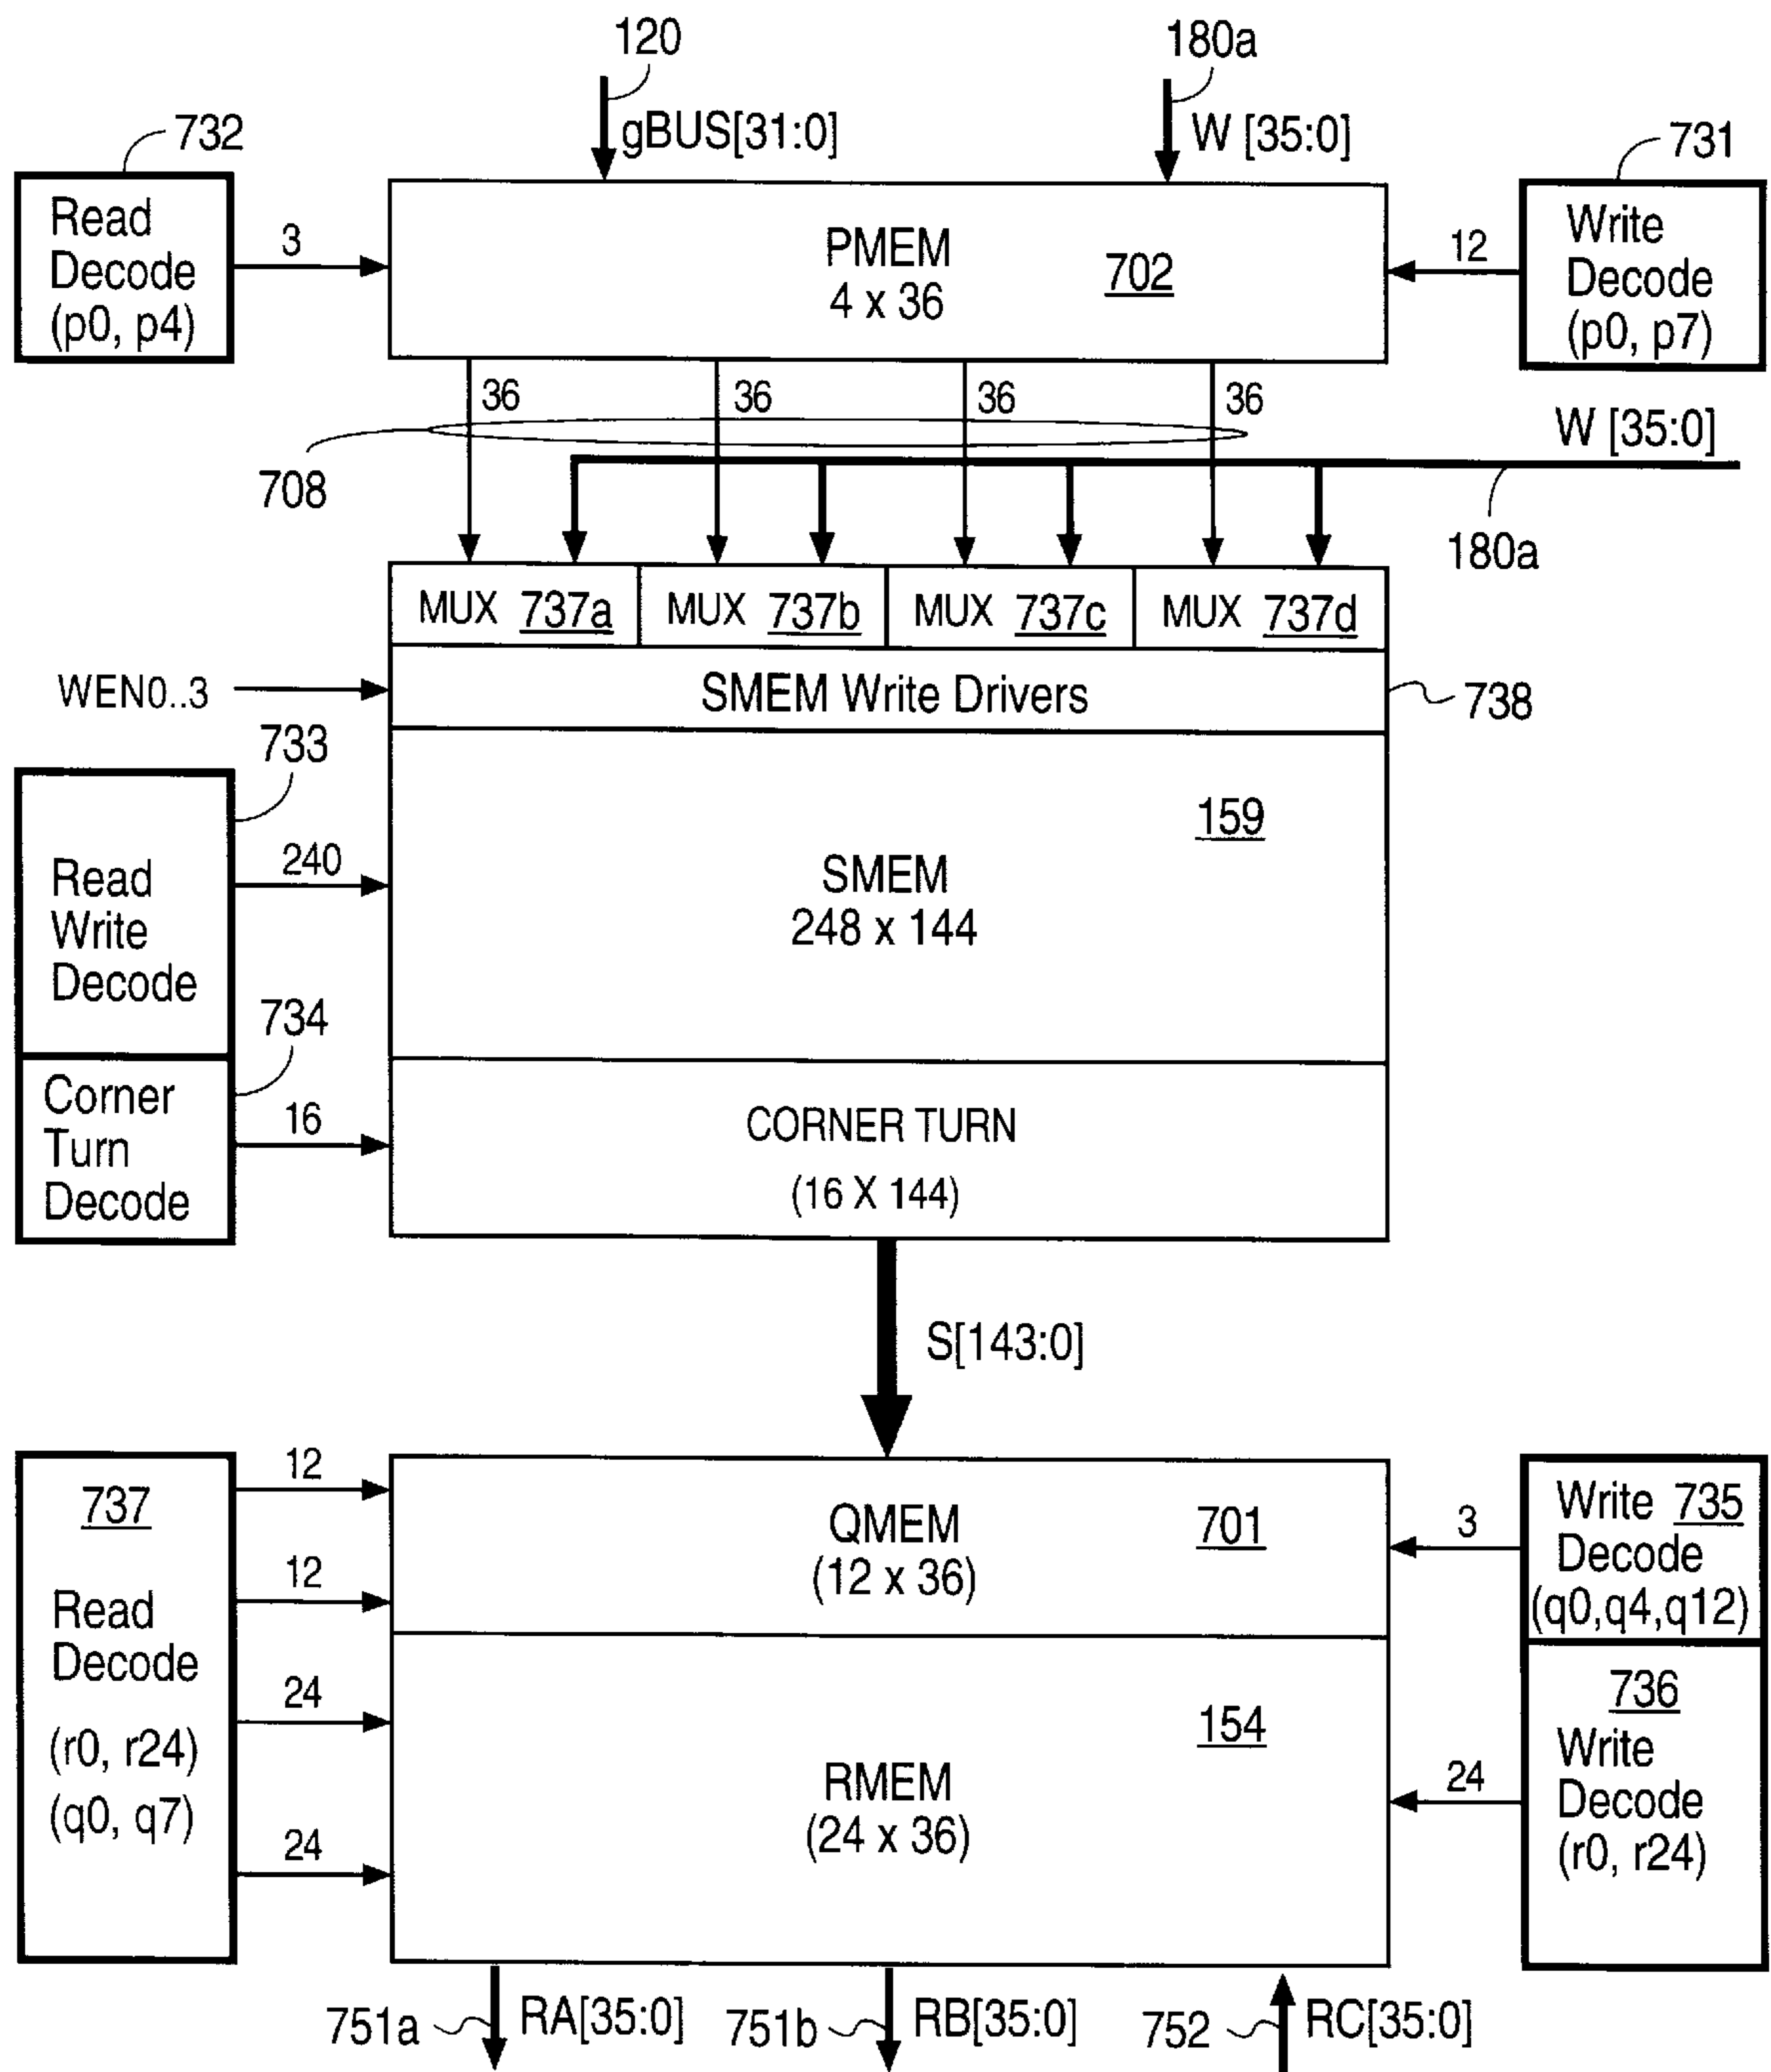 120
180a
gBUS[31:0]
W [35:0]
732
731
Read
Decode
(p0, p4)
3
PMEM
4 x 36
702
12
Write
Decode
(p0, p7)
36
36
36
36
W [35:0]
708
180a
MUX 737a
MUX 737b
MUX 737c
MUX 737d
WEN0..3
SMEM Write Drivers
738
733
159
Read
Write
Decode
240
SMEM
248 x 144
734
Corner
Turn
Decode
16
CORNER TURN
(16 X 144)
S[143:0]
737
Read
Decode
(r0, r24)
(q0, q7)
12
12
24
24
QMEM
(12 x 36)
701
3
Write 735
Decode
(q0,q4,q12)
RMEM
(24 x 36)
154
24
736
Write
Decode
(r0, r24)
751a
RA[35:0]
751b
RB[35:0]
752
RC[35:0]